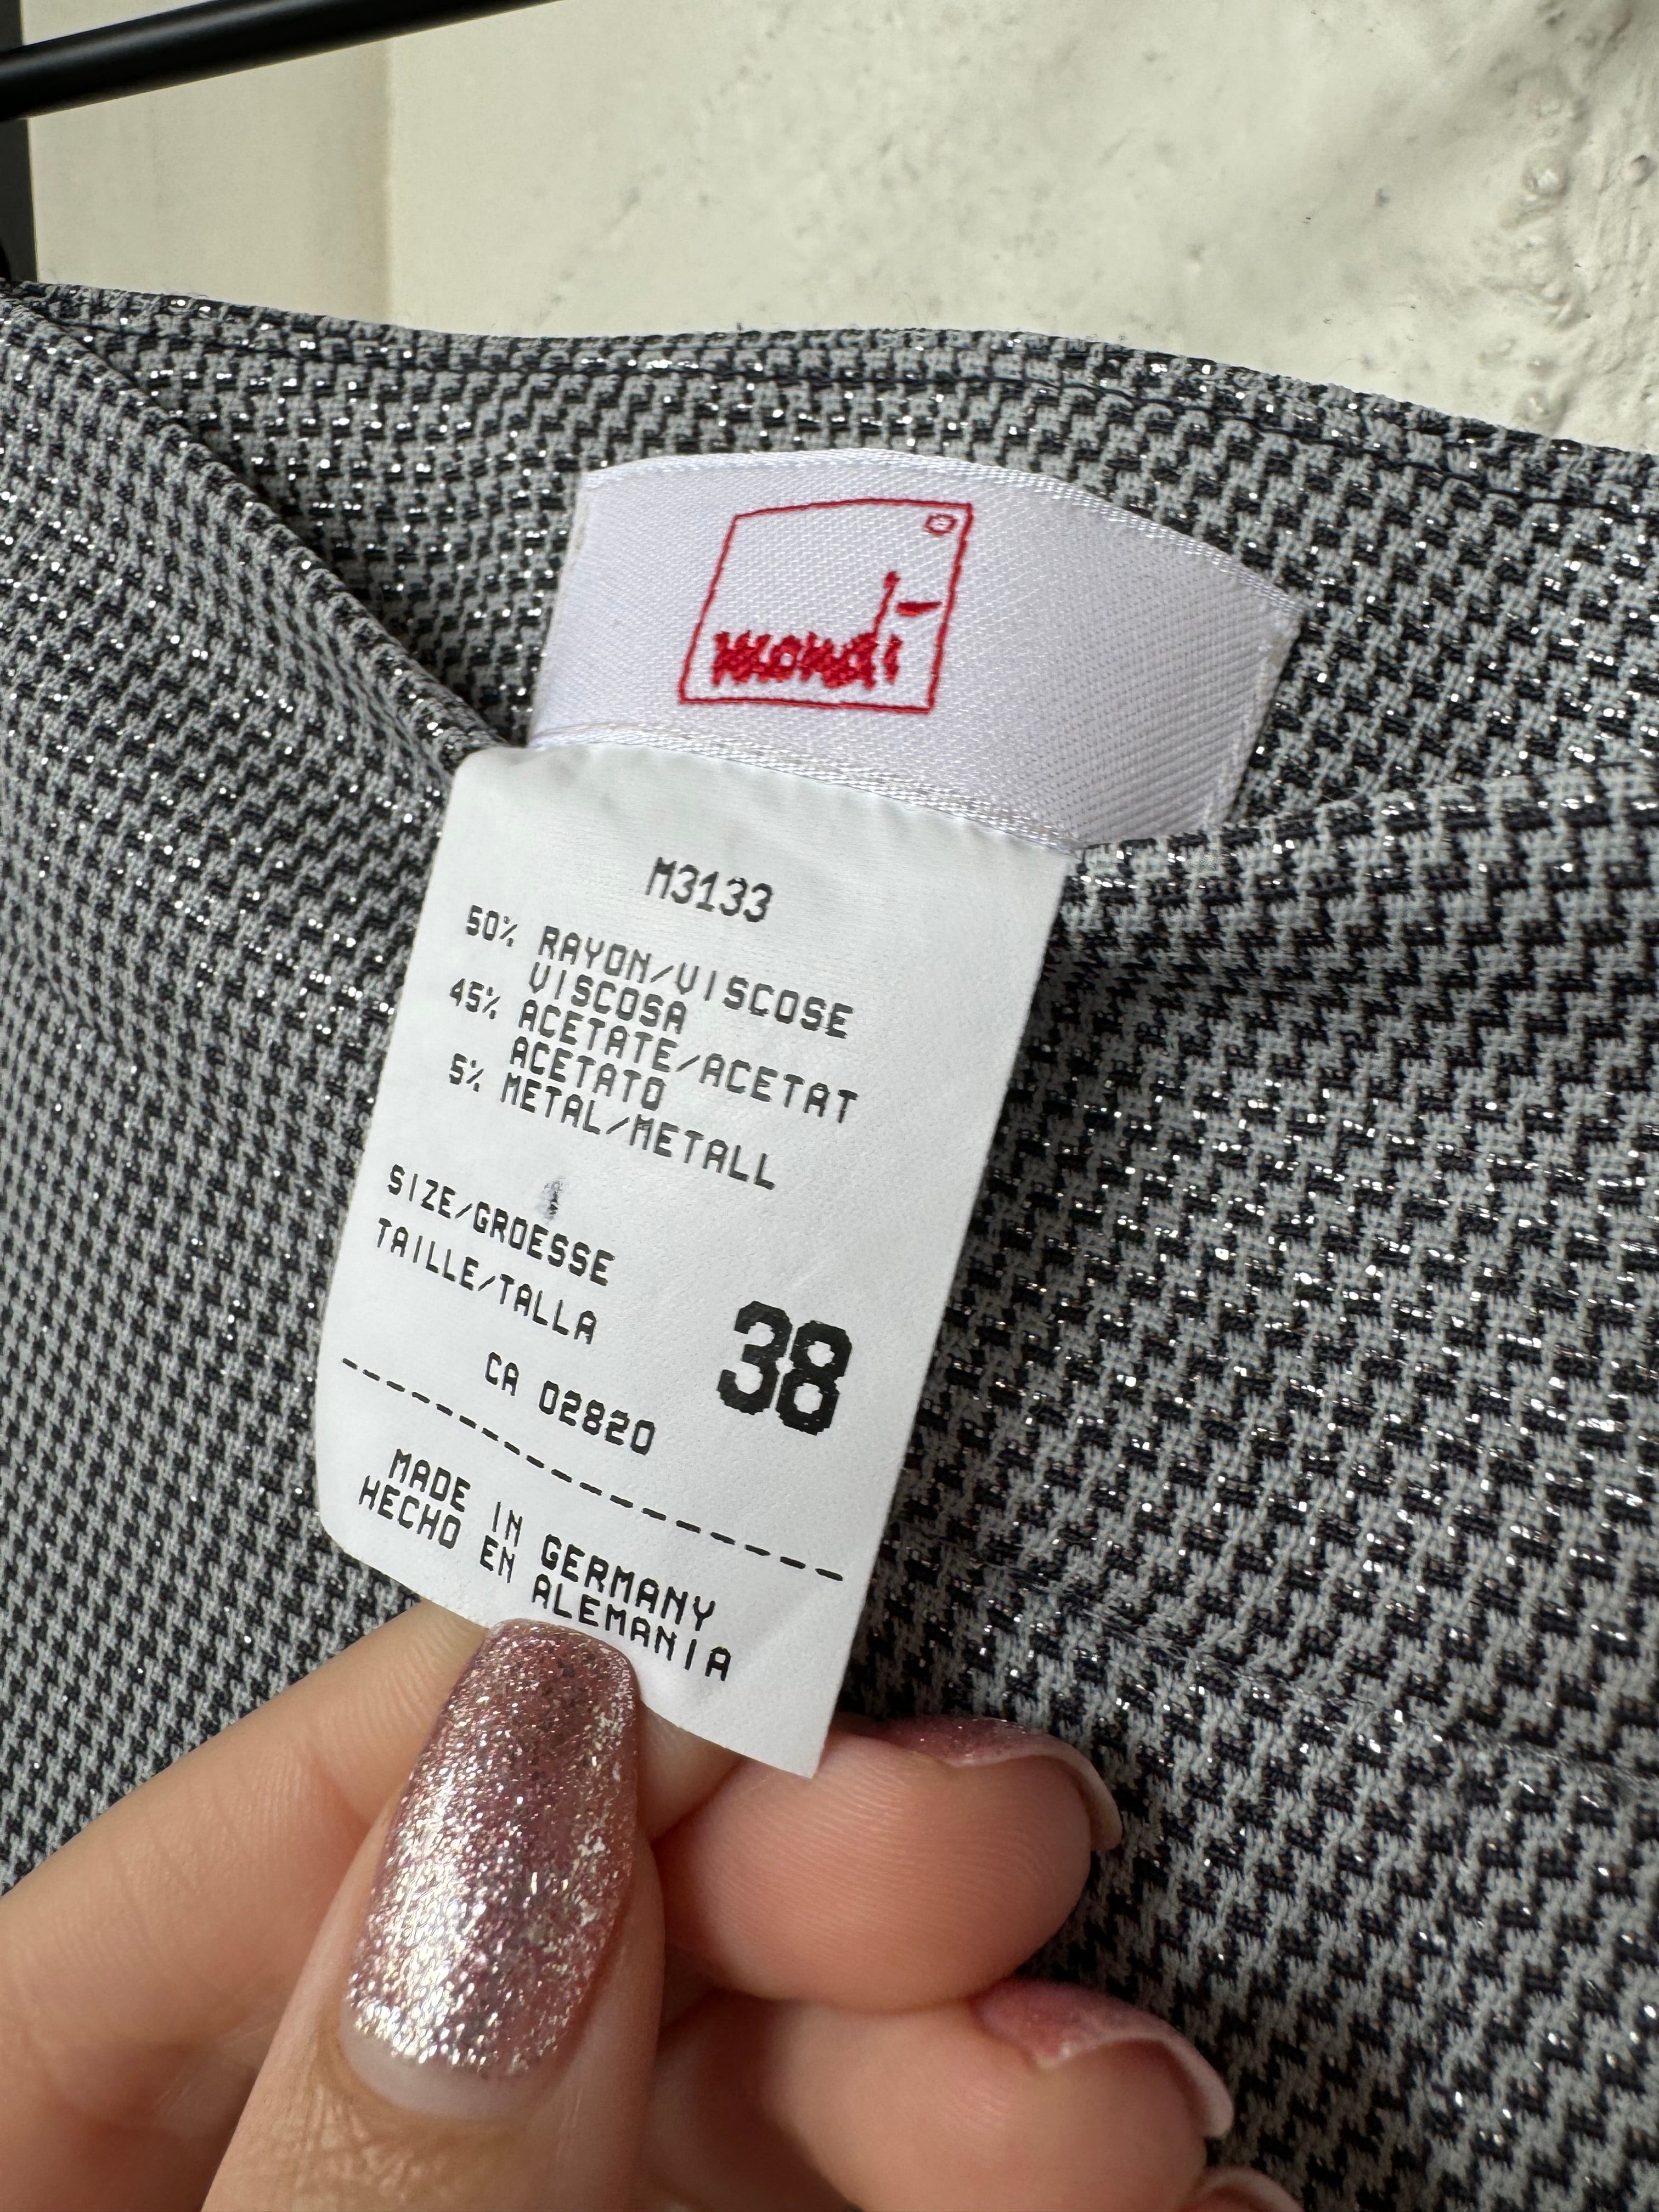 mondi
M3133
50% RAYON/VISCOSE
VISCOSA
45% ACETATE/ACETAT
ACETATO
5% METAL/METALL
SIZE/GROESSE
TAILLE/TALLA
38
CA 02820
MADE IN GERMANY
HECHO EN
ALEMANIA